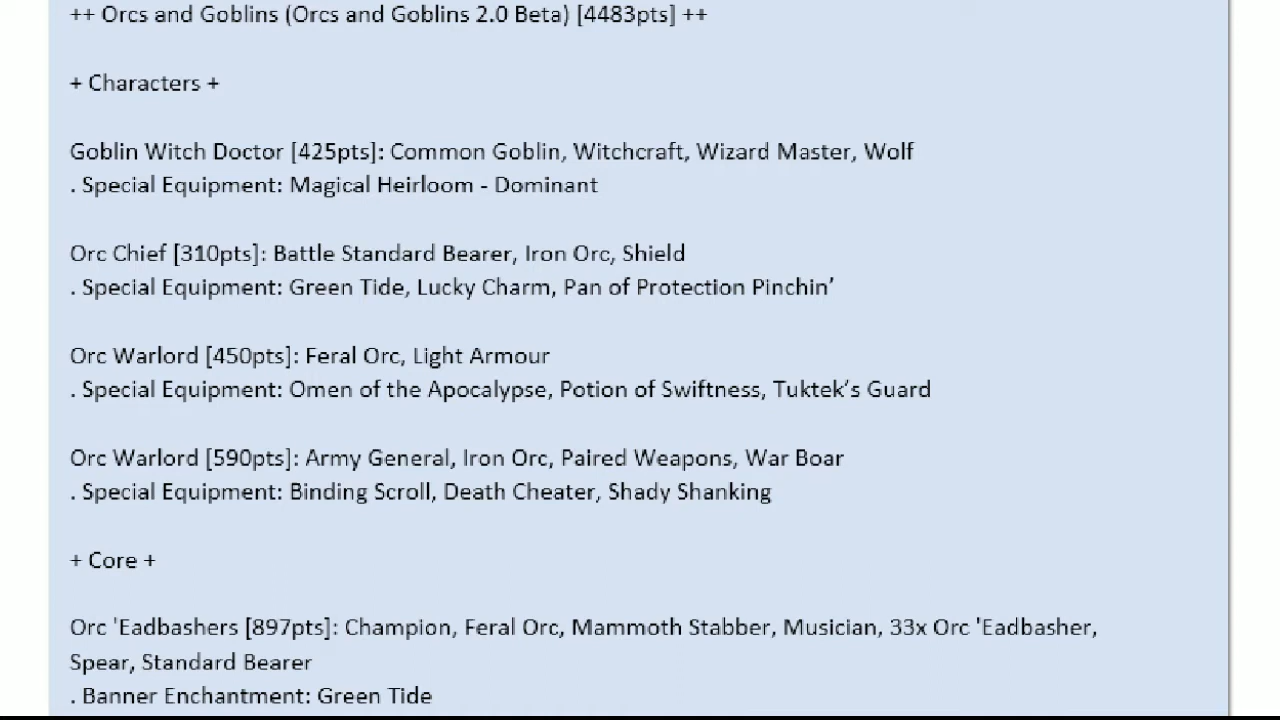 ++ Orcs and Goblins (Orcs and Goblins 2.0 Beta) [4483pts] ++
+ Characters +
Goblin Witch Doctor [425pts]: Common Goblin, Witchcraft, Wizard Master, Wolf
. Special Equipment: Magical Heirloom - Dominant
Orc Chief [310pts]: Battle Standard Bearer, Iron Orc, Shield
. Special Equipment: Green Tide, Lucky Charm, Pan of Protection Pinchin’
Orc Warlord [450pts]: Feral Orc, Light Armour
. Special Equipment: Omen of the Apocalypse, Potion of Swiftness, Tuktek’s Guard
Orc Warlord [590pts]: Army General, Iron Orc, Paired Weapons, War Boar
. Special Equipment: Binding Scroll, Death Cheater, Shady Shanking
+ Core +
Orc 'Eadbashers [897pts]: Champion, Feral Orc, Mammoth Stabber, Musician, 33x Orc 'Eadbasher,
Spear, Standard Bearer
. Banner Enchantment: Green Tide